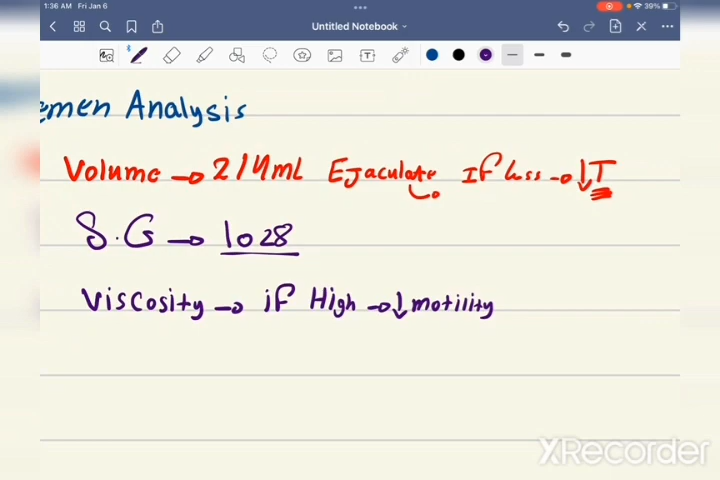 1:36 AM Fri Jan 6
39%
Untitled Notebook
emen Analysis
Volume → 2/4mL Ejaculate If less → ↓T
S.G → 1028
Viscosity → if High → ↓motility
XRecorder